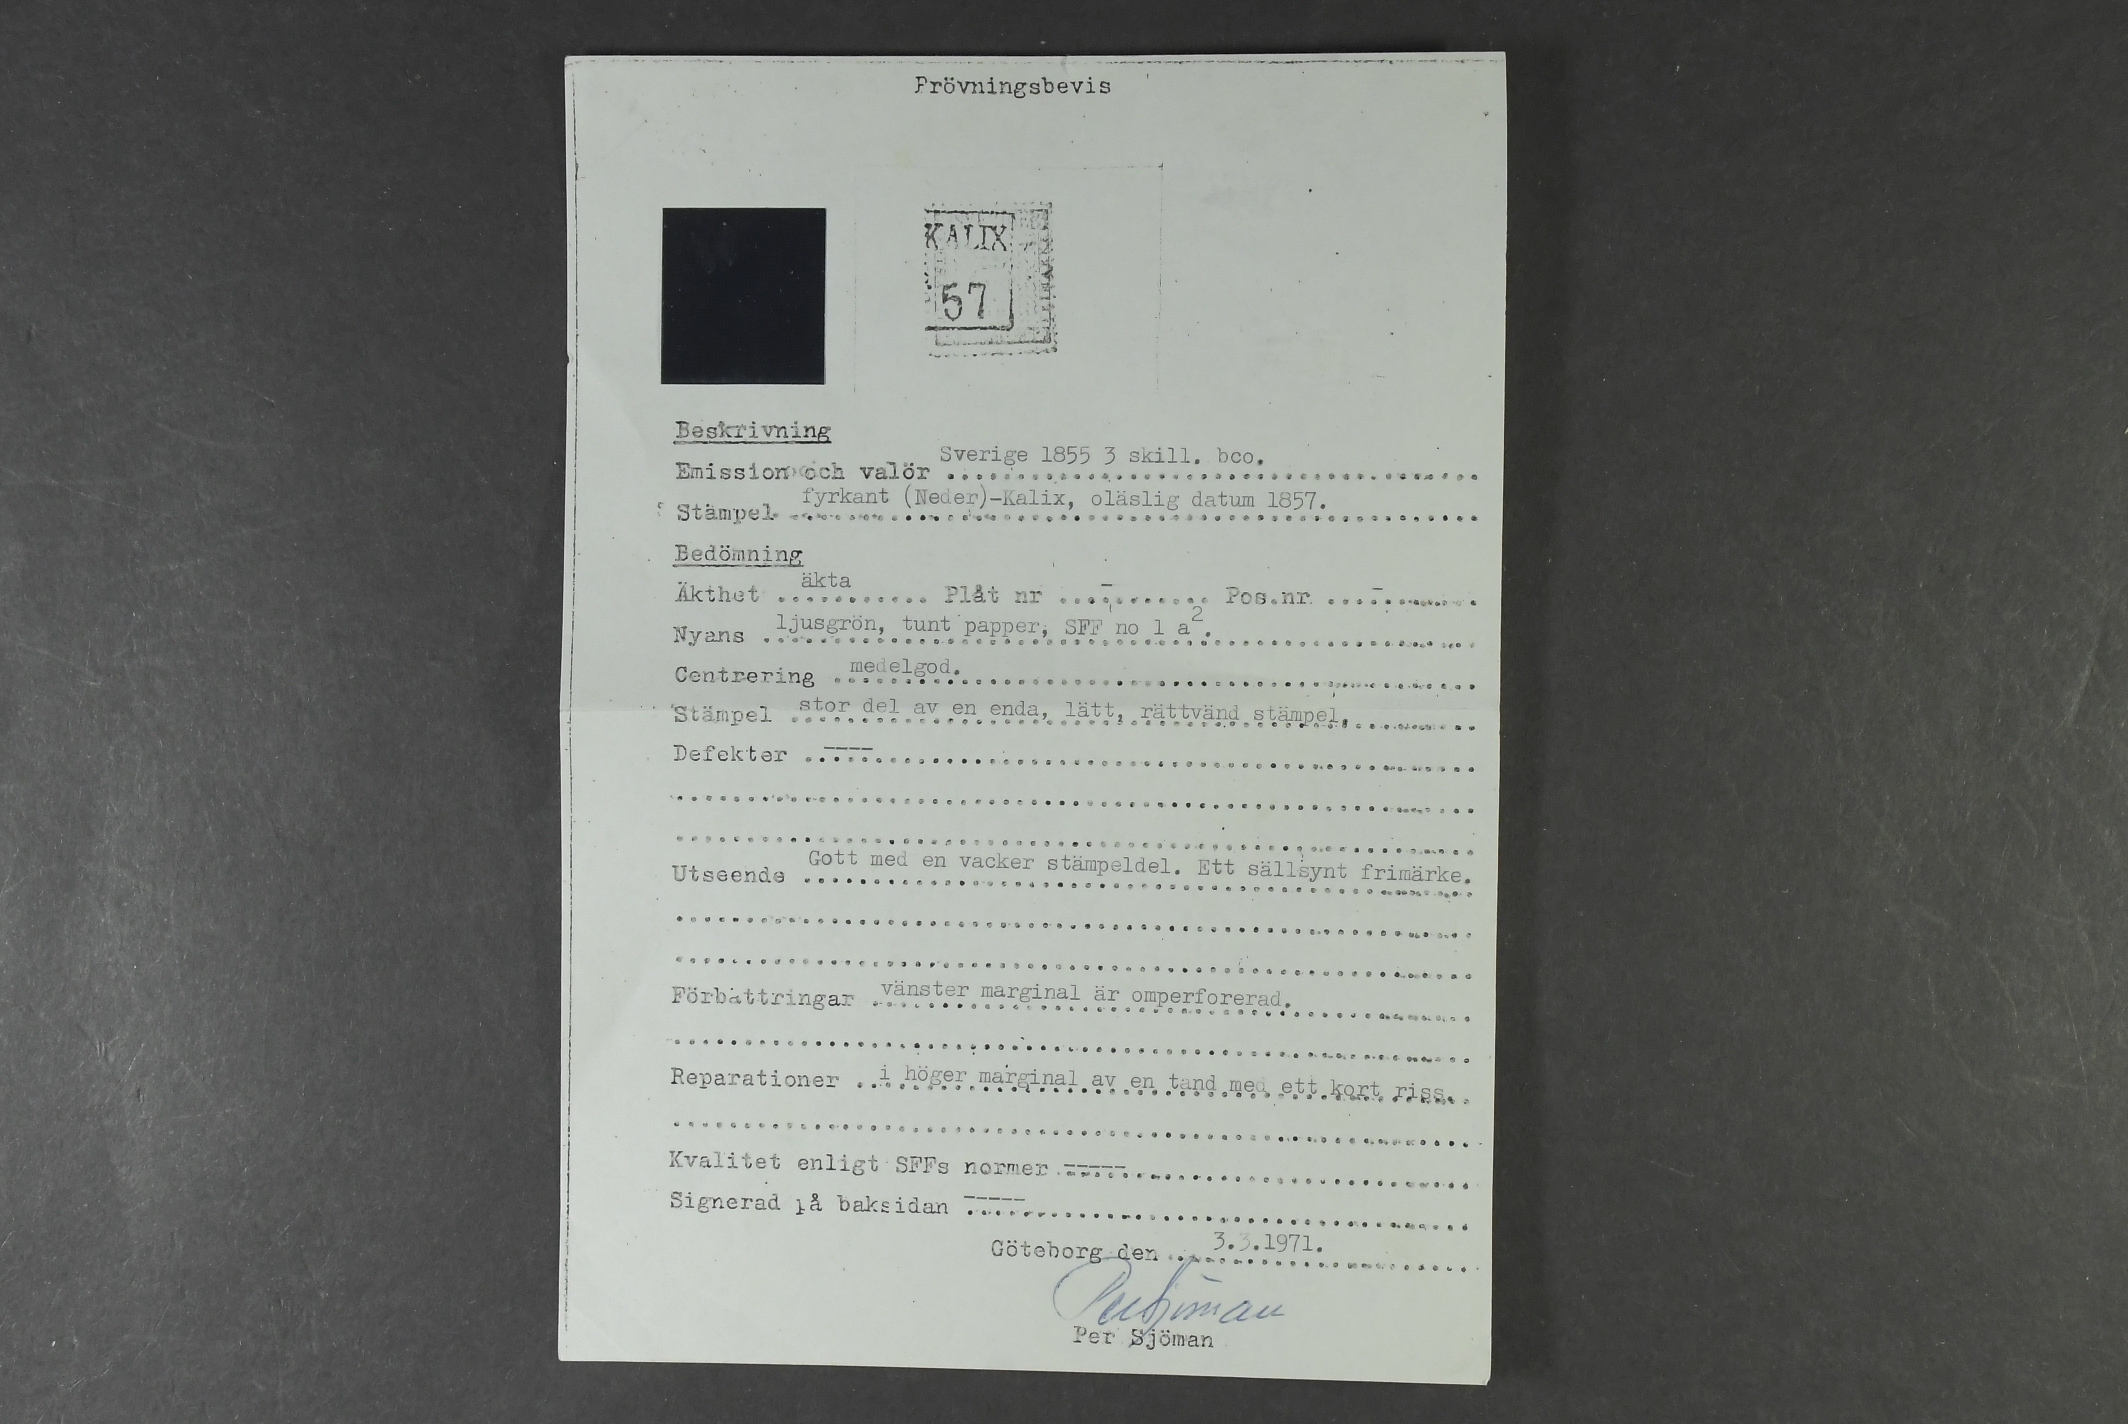 Prövningsbevis
KALIX
57
Beskrivning
Emission och valör Sverige 1855 3 skill. bco.
Stämpel fyrkant (Neder)-Kalix, oläslig datum 1857.
Bedömning
Äkthet äkta Plåt nr - Pos.nr -
Nyans ljusgrön, tunt papper, SFF no 1 a².
Centrering medelgod.
Stämpel stor del av en enda, lätt, rättvänd stämpel.
Defekter ----
Utseende Gott med en vacker stämpeldel. Ett sällsynt frimärke.
Förbättringar vänster marginal är omperforerad.
Reparationer i höger marginal av en tand med ett kort riss.
Kvalitet enligt SFFs normer -----
Signerad på baksidan -----
Göteborg den 3.3.1971.
Per Sjöman
Per Sjöman